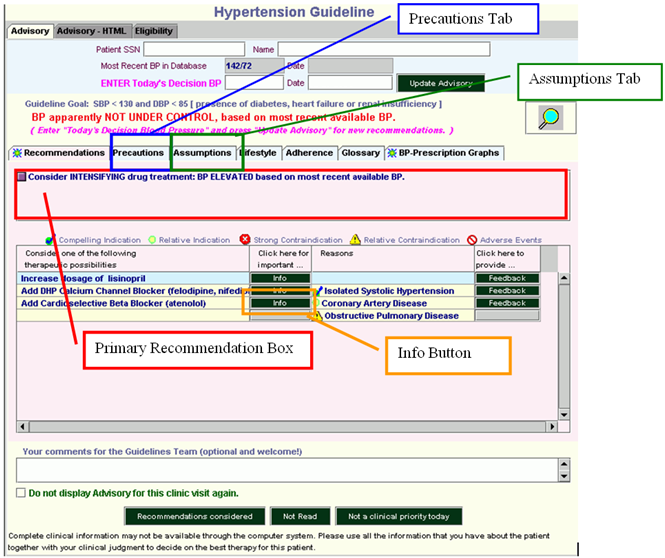 Hypertension Guideline
Precautions Tab
Advisory Advisory - HTML Eligibility
Patient SSN Name
Most Recent BP in Database 142/72 Date
ENTER Today's Decision BP Date Update Advisory
Assumptions Tab
Guideline Goal: SBP < 130 and DBP < 85 [ presence of diabetes, heart failure or renal insufficiency ]
BP apparently NOT UNDER CONTROL, based on most recent available BP.
( Enter "Today's Decision Blood Pressure" and press "Update Advisory" for new recommendations. )
Recommendations Precautions Assumptions Lifestyle Adherence Glossary BP-Prescription Graphs
Consider INTENSIFYING drug treatment: BP ELEVATED based on most recent available BP.
Compelling Indication Relative Indication Strong Contraindication Relative Contraindication Adverse Events
Consider one of the following therapeutic possibilities Click here for important ... Reasons Click here to provide ...
Increase dosage of lisinopril Info Feedback
Add DHP Calcium Channel Blocker (felodipine, nifedi Info Isolated Systolic Hypertension Feedback
Add Cardioselective Beta Blocker (atenolol) Info Coronary Artery Disease Feedback
Obstructive Pulmonary Disease
Primary Recommendation Box
Info Button
Your comments for the Guidelines Team (optional and welcome!)
Do not display Advisory for this clinic visit again.
Recommendations considered Not Read Not a clinical priority today
Complete clinical information may not be available through the computer system. Please use all the information that you have about the patient
together with your clinical judgment to decide on the best therapy for this patient.